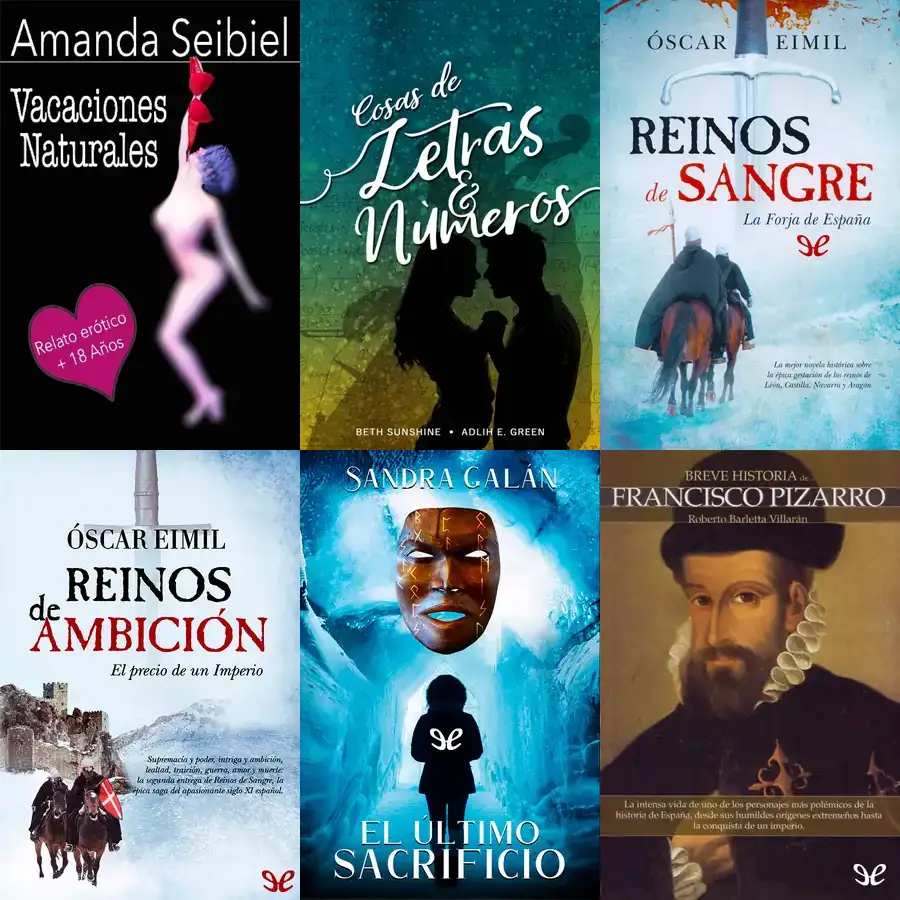 Amanda Seibiel
Vacaciones
Naturales
Relato erótico
+ 18 Años
Cosas de
Letras
&
Nùmeros
BETH SUNSHINE • ADLIH E. GREEN
ÓSCAR EIMIL
REINOS
de SANGRE
La Forja de España
La mejor novela histórica sobre
la épica gestación de los reinos de
León, Castilla, Navarra y Aragón
ÓSCAR EIMIL
REINOS
de
AMBICIÓN
El precio de un Imperio
Supremacía y poder, intriga y ambición,
lealtad, traición, guerra, amor y muerte:
la segunda entrega de Reinos de Sangre, la
épica saga del apasionante siglo XI español.
SANDRA GALÁN
EL ÚLTIMO
SACRIFICIO
BREVE HISTORIA de
FRANCISCO PIZARRO
Roberto Barletta Villarán
La intensa vida de uno de los personajes más polémicos de la
historia de España, desde sus humildes orígenes extremeños hasta
la conquista de un imperio.